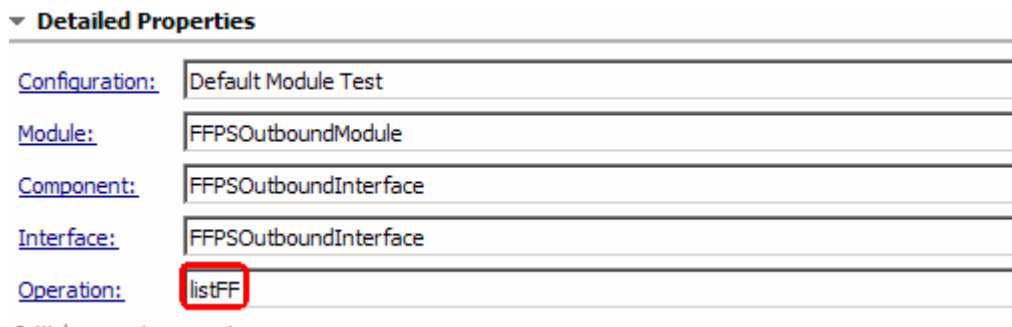 Detailed Properties
Configuration: Default Module Test
Module: FFPSOutboundModule
Component: FFPSOutboundInterface
Interface: FFPSOutboundInterface
Operation: listFF